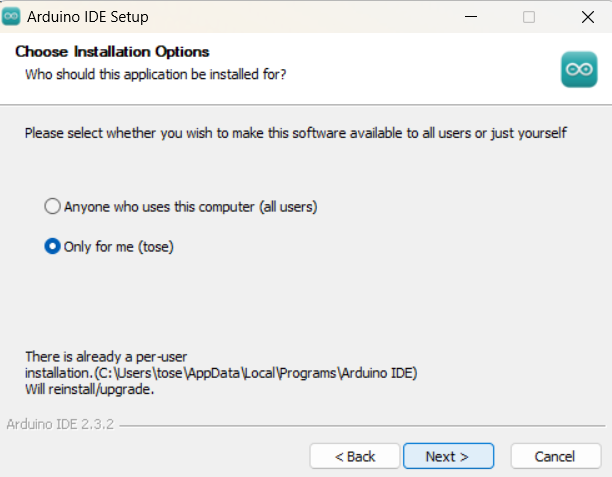 Arduino IDE Setup
Choose Installation Options
Who should this application be installed for?
Please select whether you wish to make this software available to all users or just yourself
Anyone who uses this computer (all users)
Only for me (tose)
There is already a per-user
installation.(C:\Users\tose\AppData\Local\Programs\Arduino IDE)
Will reinstall/upgrade.
Arduino IDE 2.3.2
< Back
Next >
Cancel